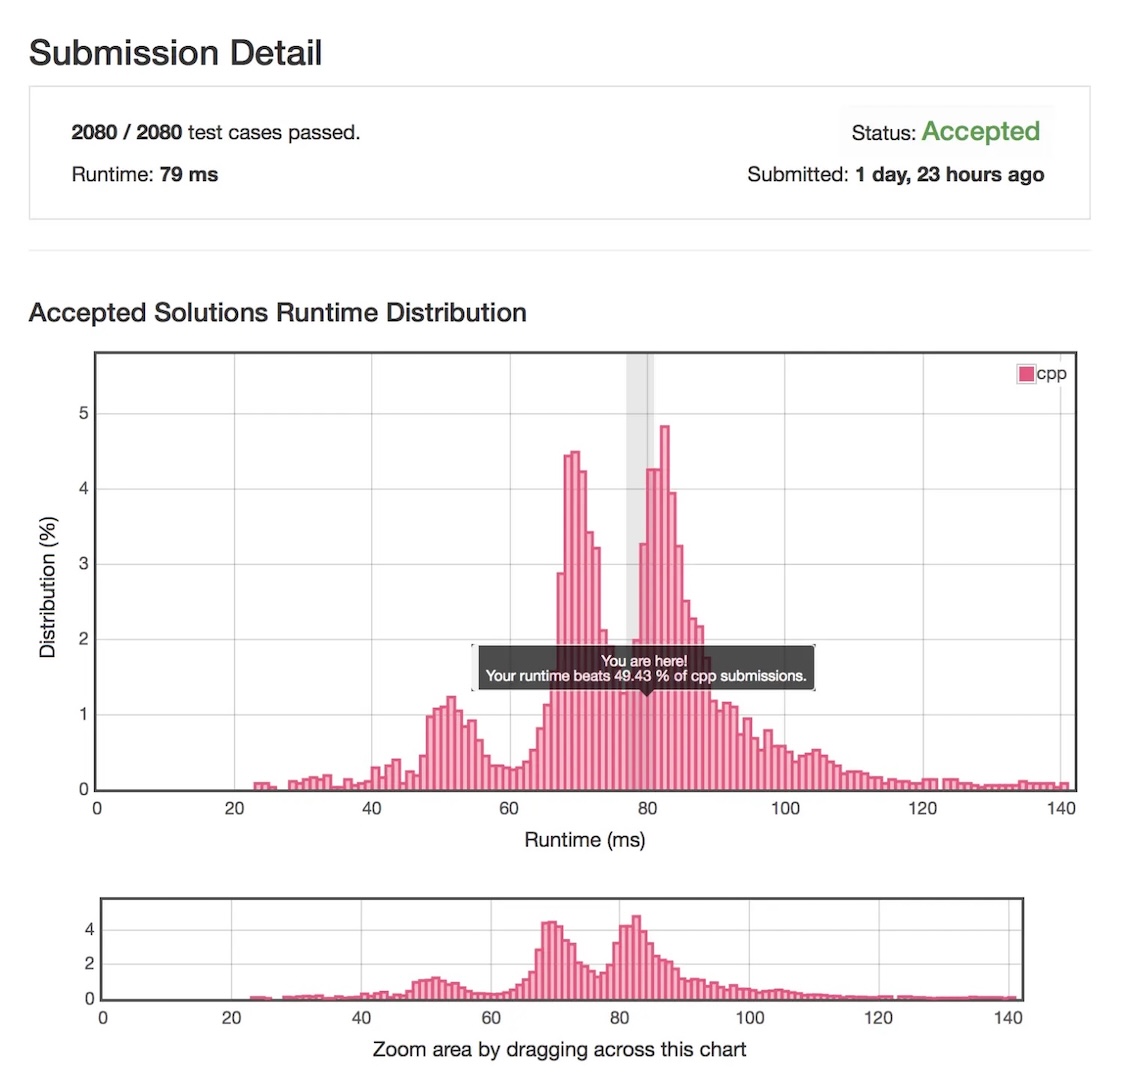 Submission Detail
2080 / 2080 test cases passed.
Status: Accepted
Runtime: 79 ms
Submitted: 1 day, 23 hours ago
Accepted Solutions Runtime Distribution
cpp
5
4
3
2
1
0
Distribution (%)
You are here!
Your runtime beats 49.43 % of cpp submissions.
0 20 40 60 80 100 120 140
Runtime (ms)
4
2
0
0 20 40 60 80 100 120 140
Zoom area by dragging across this chart